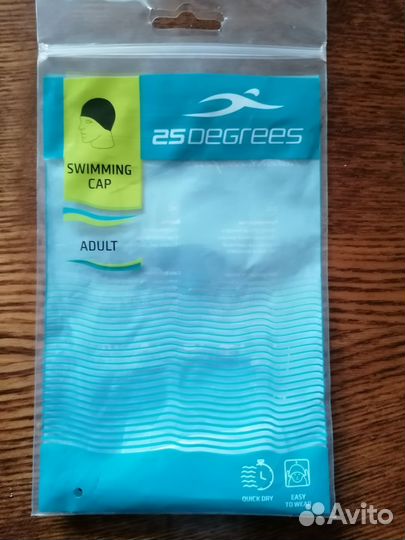 25DEGREES
SWIMMING
CAP
ADULT
QUICK DRY
EASY
TO WEAR
Avito